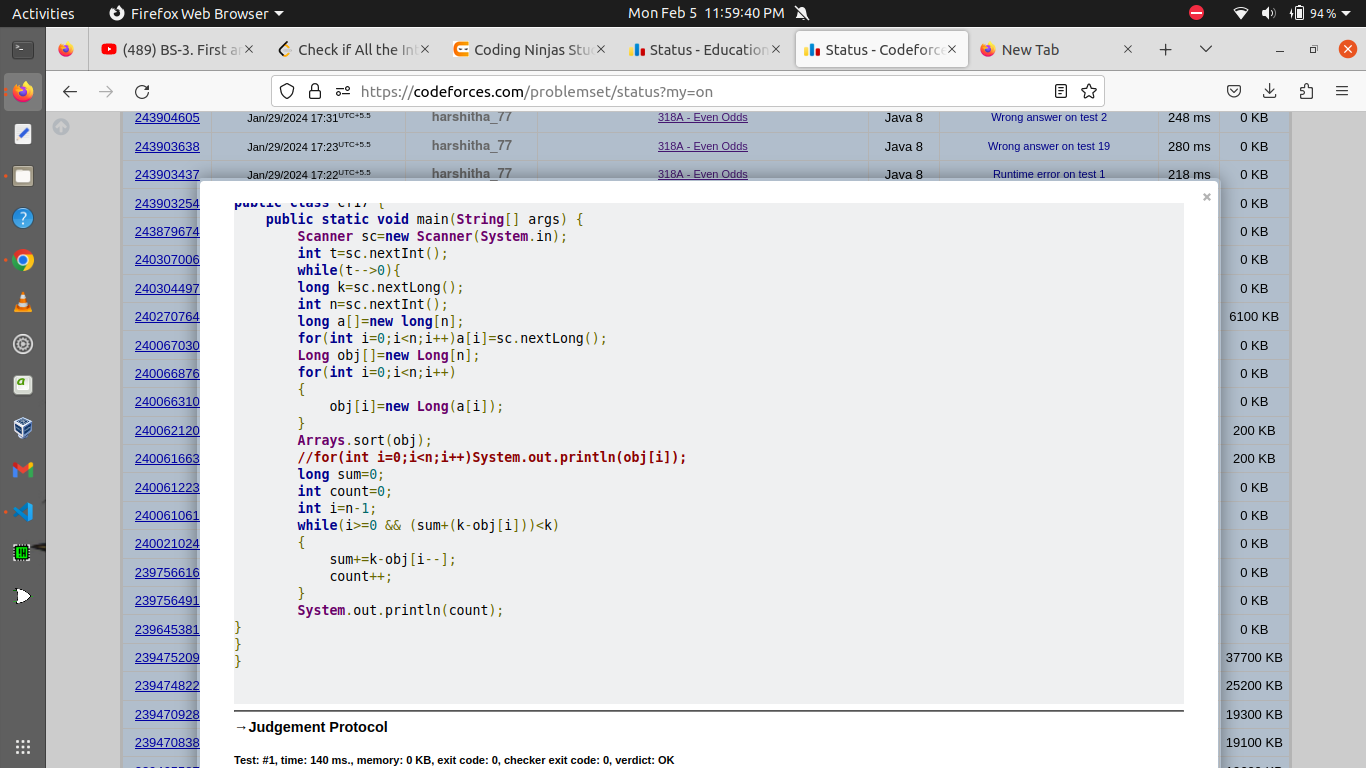 Activities Firefox Web Browser Mon Feb 5 11:59:40 PM 94 %
(489) BS-3. First a Check if All the Int Coding Ninjas Stu Status - Education Status - Codeforce New Tab
https://codeforces.com/problemset/status?my=on
243904605 Jan/29/2024 17:31UTC+5.5 harshitha_77 318A - Even Odds Java 8 Wrong answer on test 2 248 ms 0 KB
243903638 Jan/29/2024 17:23UTC+5.5 harshitha_77 318A - Even Odds Java 8 Wrong answer on test 19 280 ms 0 KB
243903437 Jan/29/2024 17:22UTC+5.5 harshitha_77 318A - Even Odds Java 8 Runtime error on test 1 218 ms 0 KB
243903254 0 KB
243879674 0 KB
240307006 0 KB
240304497 0 KB
240270764 6100 KB
240067030 0 KB
240066876 0 KB
240066310 0 KB
240062120 200 KB
240061663 200 KB
240061223 0 KB
240061061 0 KB
240021024 0 KB
239756616 0 KB
239756491 0 KB
239645381 0 KB
239475209 37700 KB
239474822 25200 KB
239470928 19300 KB
239470838 19100 KB
public class cf17 {
public static void main(String[] args) {
Scanner sc=new Scanner(System.in);
int t=sc.nextInt();
while(t-->0){
long k=sc.nextLong();
int n=sc.nextInt();
long a[]=new long[n];
for(int i=0;i<n;i++)a[i]=sc.nextLong();
Long obj[]=new Long[n];
for(int i=0;i<n;i++)
{
obj[i]=new Long(a[i]);
}
Arrays.sort(obj);
//for(int i=0;i<n;i++)System.out.println(obj[i]);
long sum=0;
int count=0;
int i=n-1;
while(i>=0 && (sum+(k-obj[i]))<k)
{
sum+=k-obj[i--];
count++;
}
System.out.println(count);
}
}
}
→Judgement Protocol
Test: #1, time: 140 ms., memory: 0 KB, exit code: 0, checker exit code: 0, verdict: OK